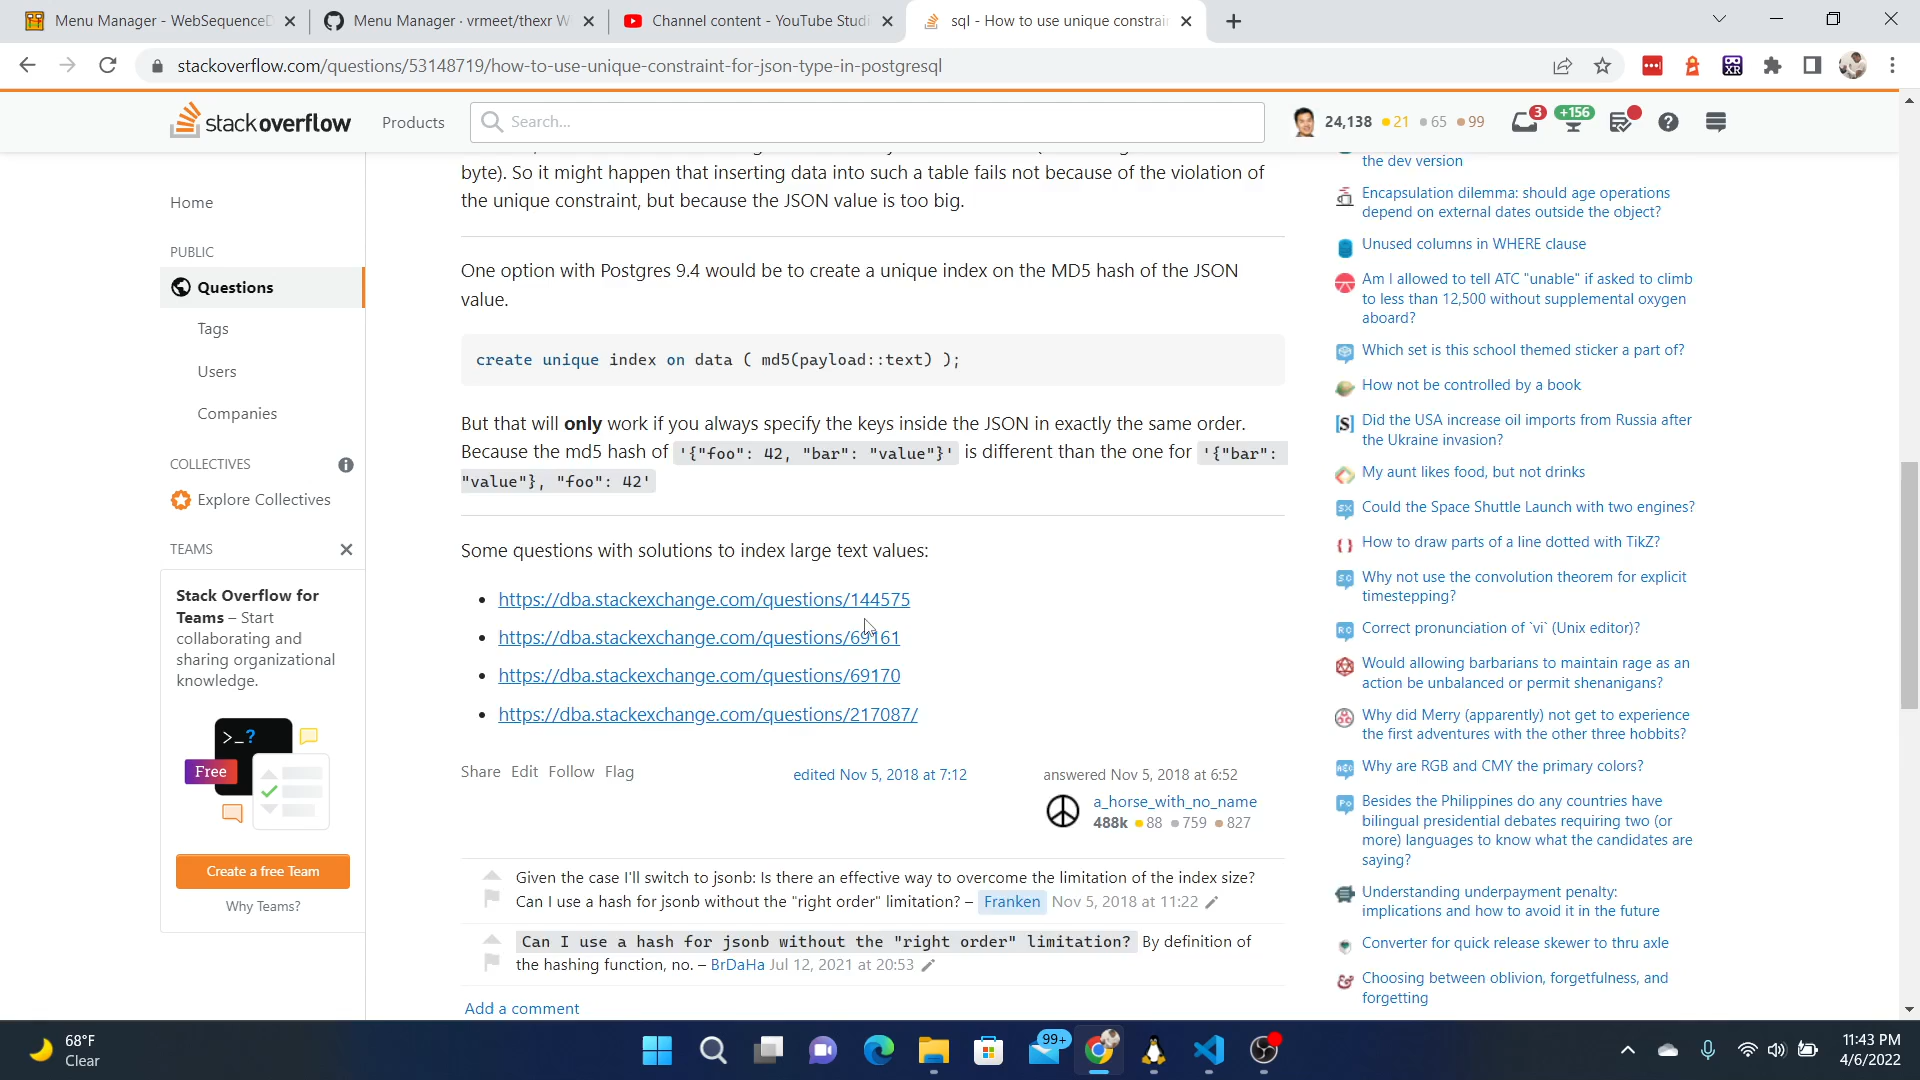 Menu Manager - WebSequenceD
Menu Manager · vrmeet/thexr W
Channel content - YouTube Studi
sql - How to use unique constrain
stackoverflow.com/questions/53148719/how-to-use-unique-constraint-for-json-type-in-postgresql
stackoverflow
Products
Search...
24,138 21 65 99
3
+156
Home
PUBLIC
Questions
Tags
Users
Companies
COLLECTIVES
Explore Collectives
TEAMS
Stack Overflow for
Teams – Start
collaborating and
sharing organizational
knowledge.
>_?
Free
Create a free Team
Why Teams?
byte). So it might happen that inserting data into such a table fails not because of the violation of
the unique constraint, but because the JSON value is too big.
One option with Postgres 9.4 would be to create a unique index on the MD5 hash of the JSON
value.
create unique index on data ( md5(payload::text) );
But that will only work if you always specify the keys inside the JSON in exactly the same order.
Because the md5 hash of '{"foo": 42, "bar": "value"}' is different than the one for '{"bar":
"value"}, "foo": 42'
Some questions with solutions to index large text values:
https://dba.stackexchange.com/questions/144575
https://dba.stackexchange.com/questions/69161
https://dba.stackexchange.com/questions/69170
https://dba.stackexchange.com/questions/217087/
Share Edit Follow Flag
edited Nov 5, 2018 at 7:12
answered Nov 5, 2018 at 6:52
a_horse_with_no_name
488k 88 759 827
Given the case I'll switch to jsonb: Is there an effective way to overcome the limitation of the index size?
Can I use a hash for jsonb without the "right order" limitation? – Franken Nov 5, 2018 at 11:22
Can I use a hash for jsonb without the "right order" limitation? By definition of
the hashing function, no. – BrDaHa Jul 12, 2021 at 20:53
Add a comment
the dev version
Encapsulation dilemma: should age operations
depend on external dates outside the object?
Unused columns in WHERE clause
Am I allowed to tell ATC "unable" if asked to climb
to less than 12,500 without supplemental oxygen
aboard?
Which set is this school themed sticker a part of?
How not be controlled by a book
Did the USA increase oil imports from Russia after
the Ukraine invasion?
My aunt likes food, but not drinks
Could the Space Shuttle Launch with two engines?
How to draw parts of a line dotted with TikZ?
Why not use the convolution theorem for explicit
timestepping?
Correct pronunciation of `vi` (Unix editor)?
Would allowing barbarians to maintain rage as an
action be unbalanced or permit shenanigans?
Why did Merry (apparently) not get to experience
the first adventures with the other three hobbits?
Why are RGB and CMY the primary colors?
Besides the Philippines do any countries have
bilingual presidential debates requiring two (or
more) languages to know what the candidates are
saying?
Understanding underpayment penalty:
implications and how to avoid it in the future
Converter for quick release skewer to thru axle
Choosing between oblivion, forgetfulness, and
forgetting
68°F
Clear
99+
11:43 PM
4/6/2022